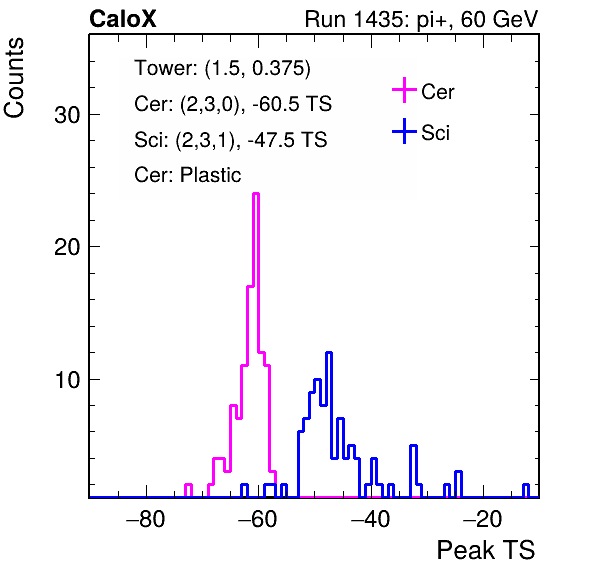 CaloX Run 1435: pi+, 60 GeV
Counts
Tower: (1.5, 0.375)
Cer: (2,3,0), -60.5 TS
Sci: (2,3,1), -47.5 TS
Cer: Plastic
Cer
Sci
30
20
10
−80 −60 −40 −20
Peak TS